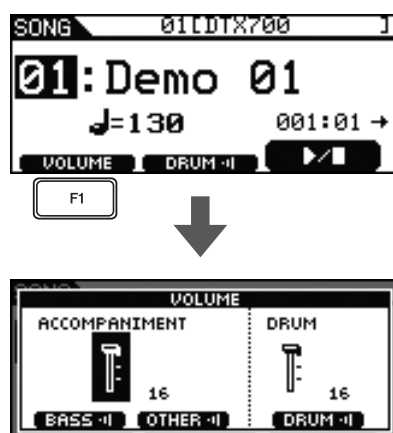 SONG 01[DTX700 ]
01:Demo 01
♩=130 001:01→
VOLUME DRUM
F1
VOLUME
ACCOMPANIMENT DRUM
16 16
BASS OTHER DRUM